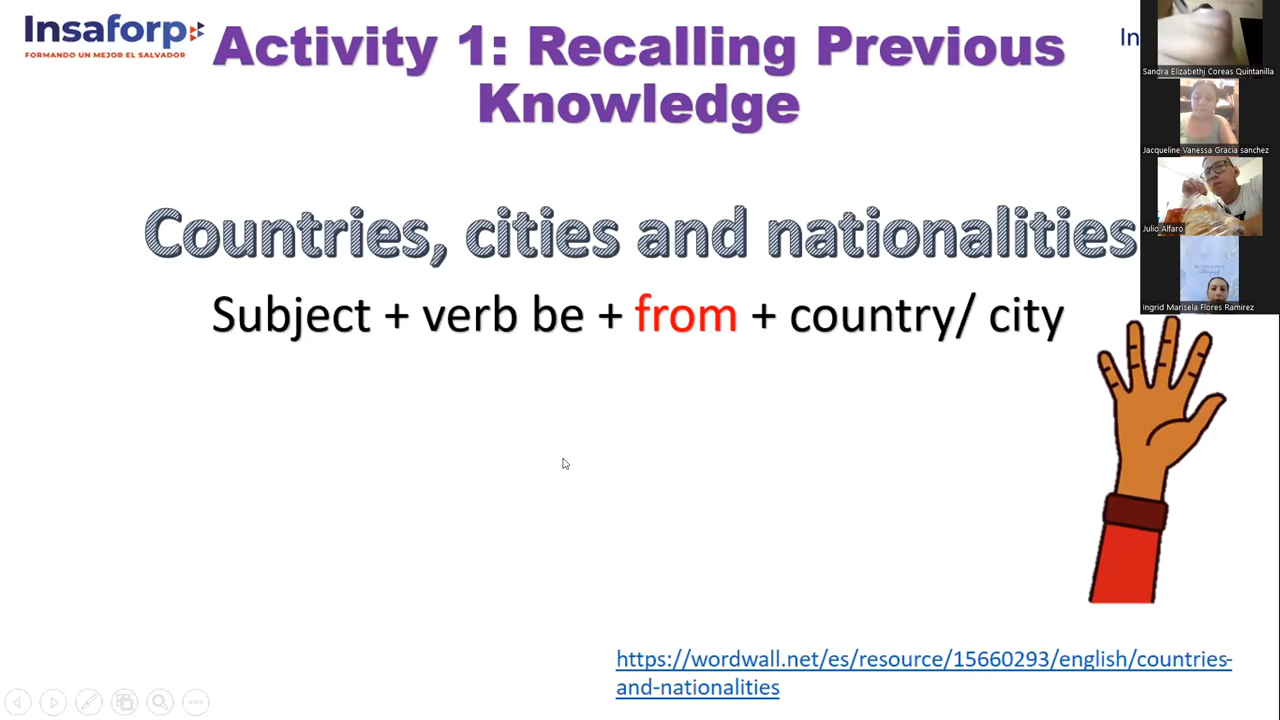 Insaforp
FORMANDO UN MEJOR EL SALVADOR
Activity 1: Recalling Previous
Knowledge
In
Countries, cities and nationalities
Subject + verb be + from + country/ city
https://wordwall.net/es/resource/15660293/english/countries-
and-nationalities
Sandra Elizabethj Coreas Quintanilla
Jacqueline Vanessa Gracia sanchez
Julio Alfaro
Ingrid Marisela Flores Ramirez